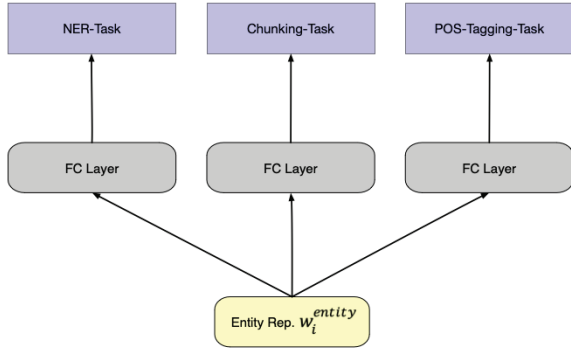 NER-Task
Chunking-Task
POS-Tagging-Task
FC Layer
FC Layer
FC Layer
Entity Rep. w_i^{entity}